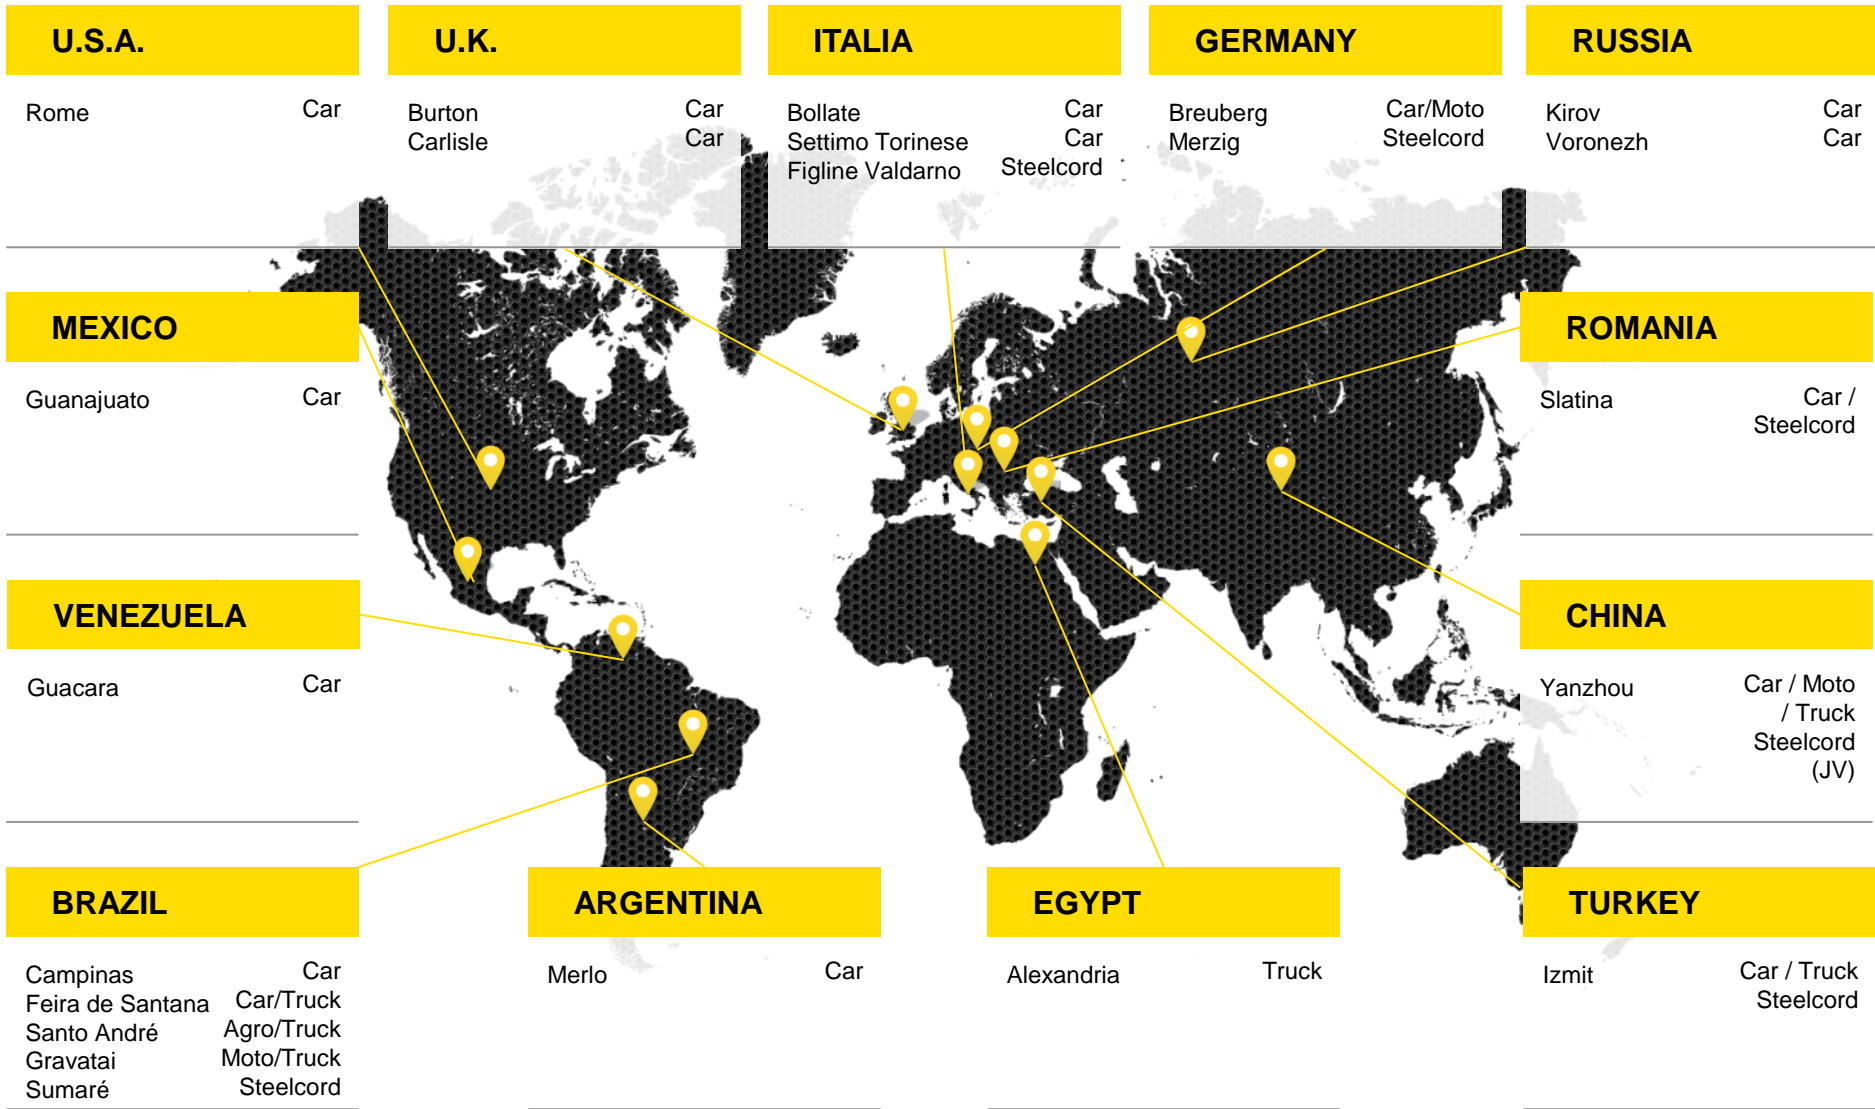 U.S.A.
Rome Car
U.K.
Burton Car
Carlisle Car
ITALIA
Bollate Car
Settimo Torinese Car
Figline Valdarno Steelcord
GERMANY
Breuberg Car/Moto
Merzig Steelcord
RUSSIA
Kirov Car
Voronezh Car
MEXICO
Guanajuato Car
ROMANIA
Slatina Car /
Steelcord
VENEZUELA
Guacara Car
CHINA
Yanzhou Car / Moto
/ Truck
Steelcord
(JV)
BRAZIL
Campinas Car
Feira de Santana Car/Truck
Santo André Agro/Truck
Gravatai Moto/Truck
Sumaré Steelcord
ARGENTINA
Merlo Car
EGYPT
Alexandria Truck
TURKEY
Izmit Car / Truck
Steelcord